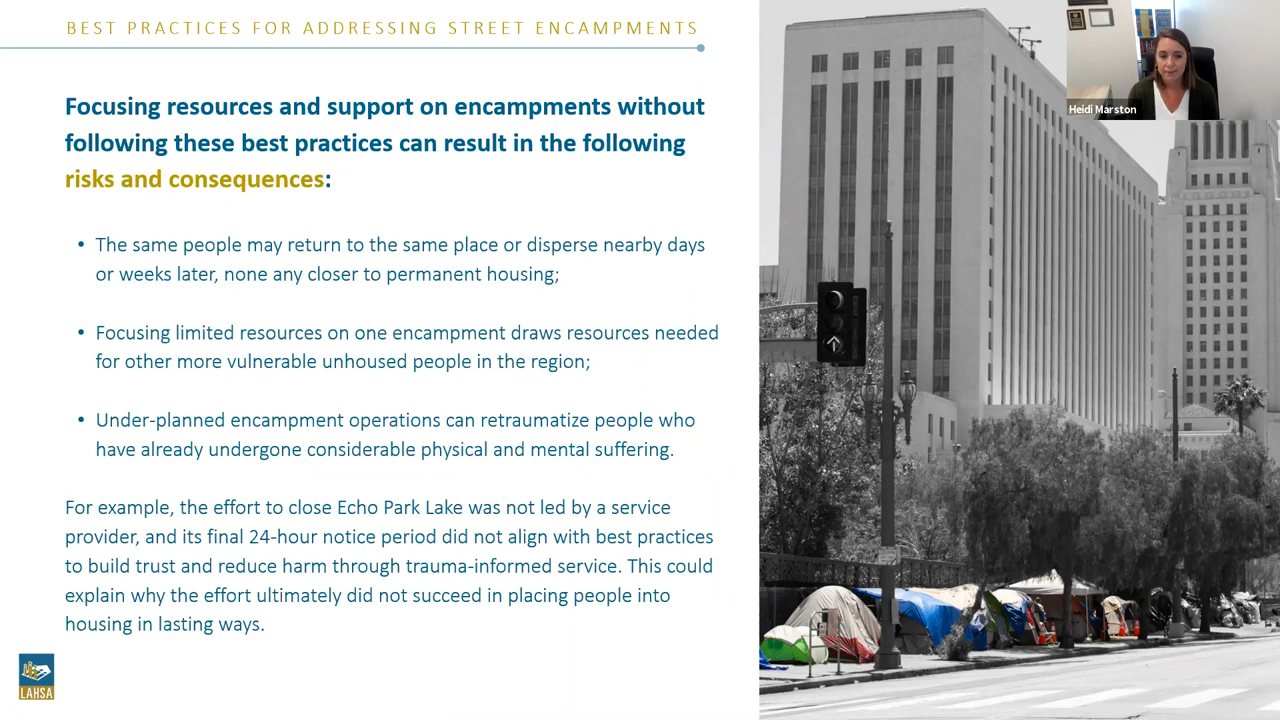 BEST PRACTICES FOR ADDRESSING STREET ENCAMPMENTS
Focusing resources and support on encampments without
following these best practices can result in the following
risks and consequences:
• The same people may return to the same place or disperse nearby days
or weeks later, none any closer to permanent housing;
• Focusing limited resources on one encampment draws resources needed
for other more vulnerable unhoused people in the region;
• Under-planned encampment operations can retraumatize people who
have already undergone considerable physical and mental suffering.
For example, the effort to close Echo Park Lake was not led by a service
provider, and its final 24-hour notice period did not align with best practices
to build trust and reduce harm through trauma-informed service. This could
explain why the effort ultimately did not succeed in placing people into
housing in lasting ways.
LAHSA
Heidi Marston